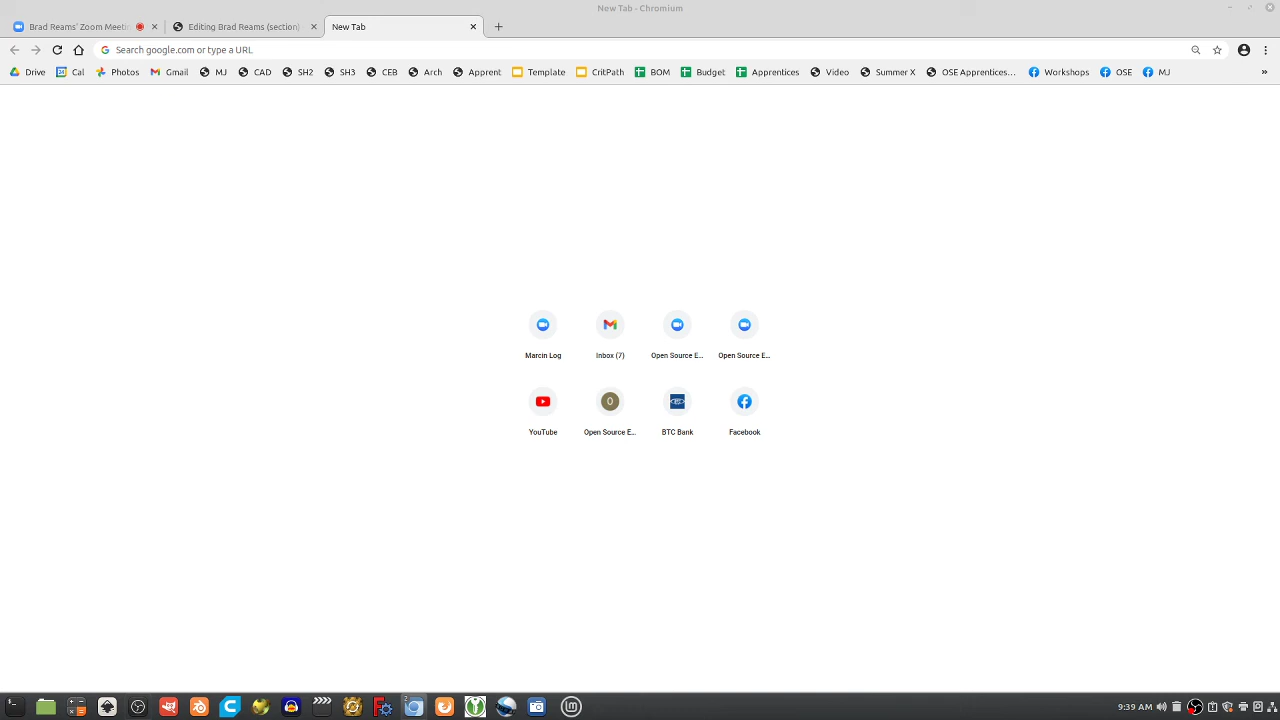 New Tab - Chromium
Brad Reams' Zoom Meeti
Editing Brad Reams (section) -
New Tab
Search google.com or type a URL
Drive Cal Photos Gmail MJ CAD SH2 SH3 CEB Arch Apprent Template CritPath BOM Budget Apprentices Video Summer X OSE Apprentices... Workshops OSE MJ »
Marcin Log Inbox (7) Open Source E... Open Source E...
O
YouTube Open Source E... BTC Bank Facebook
9:39 AM